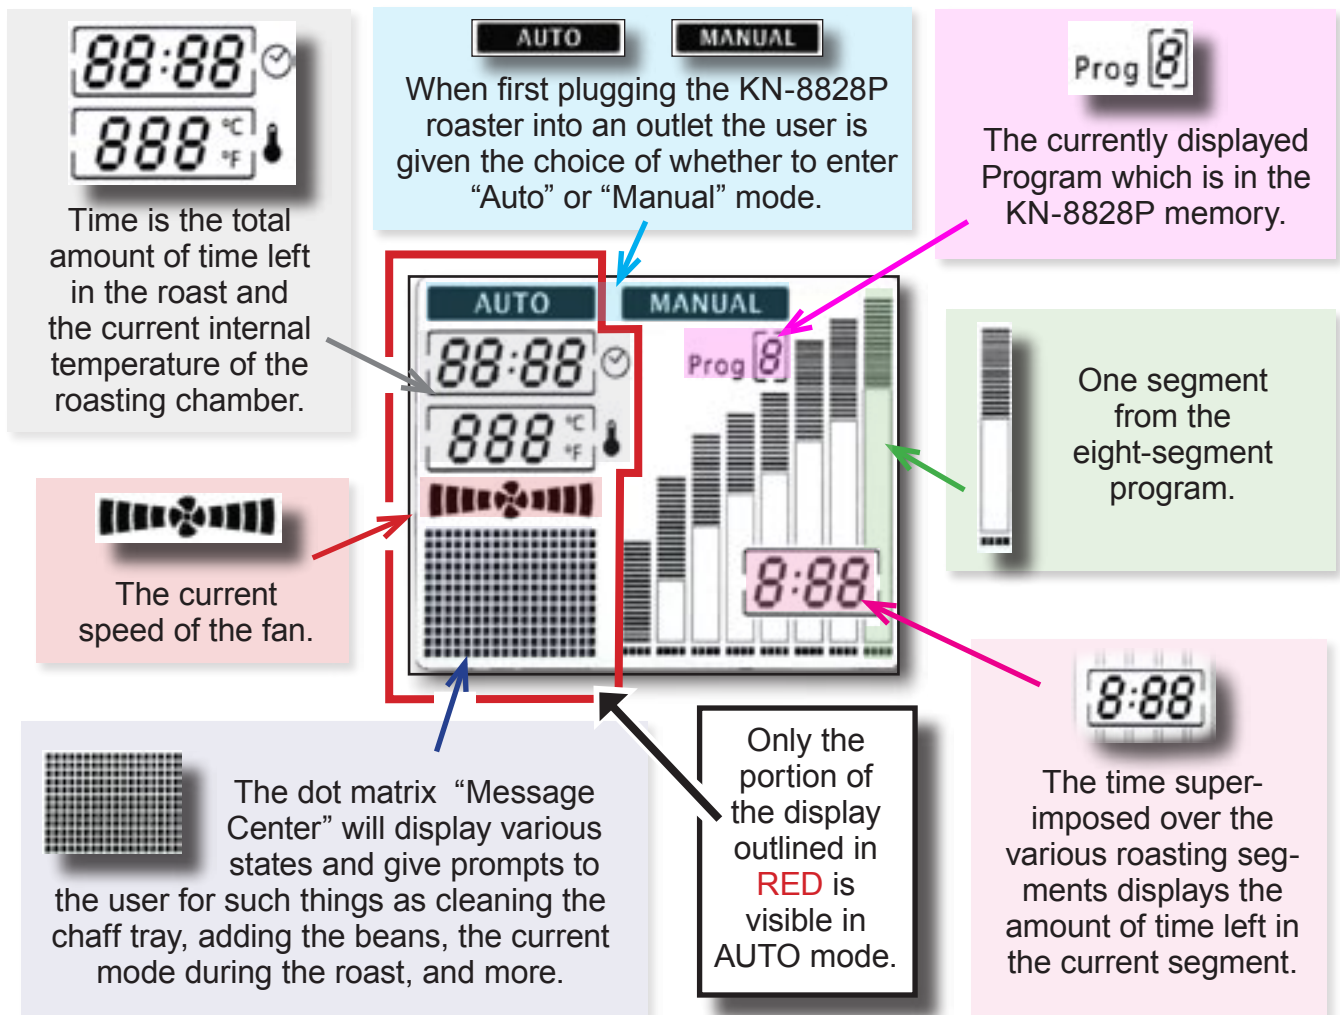 88:88
888 °C °F
Time is the total
amount of time left
in the roast and
the current internal
temperature of the
roasting chamber.
AUTO MANUAL
When first plugging the KN-8828P
roaster into an outlet the user is
given the choice of whether to enter
“Auto” or “Manual” mode.
Prog 8
The currently displayed
Program which is in the
KN-8828P memory.
AUTO MANUAL
88:88
Prog 8
888 °C °F
8:88
One segment
from the
eight-segment
program.
The current
speed of the fan.
The dot matrix “Message
Center” will display various
states and give prompts to
the user for such things as cleaning the
chaff tray, adding the beans, the current
mode during the roast, and more.
Only the
portion of
the display
outlined in
RED is
visible in
AUTO mode.
8:88
The time super-
imposed over the
various roasting seg-
ments displays the
amount of time left in
the current segment.